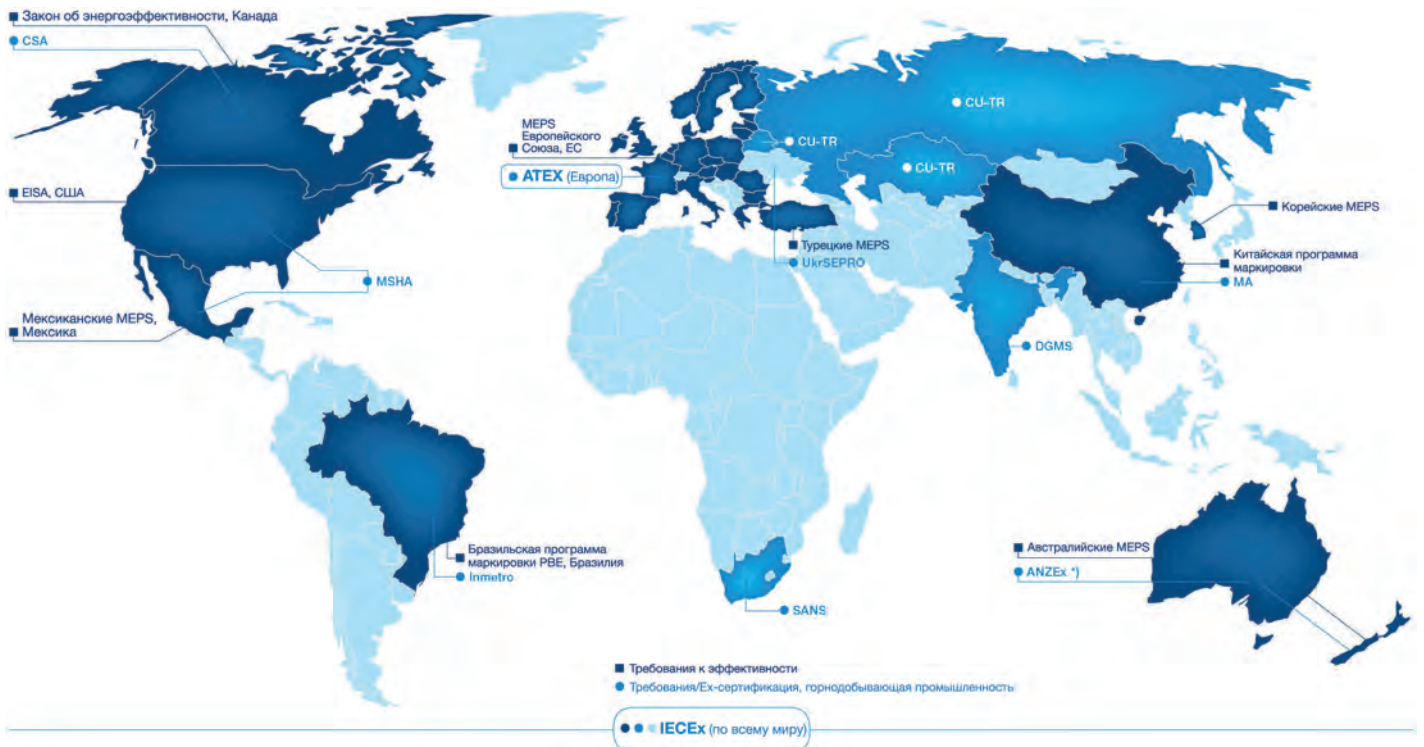 Закон об энергоэффективности, Канада
CSA
EISA, США
MSHA
Мексиканские MEPS,
Мексика
Бразильская программа
маркировки PBE, Бразилия
Inmetro
MEPS
Европейского
Союза, ЕС
ATEX (Европа)
CU-TR
CU-TR
CU-TR
Турецкие MEPS
UkrSEPRO
Корейские MEPS
Китайская программа
маркировки
MA
DGMS
SANS
Австралийские MEPS
ANZEx *)
Требования к эффективности
Требования/Ex-сертификация, горнодобывающая промышленность
IECEx (по всему миру)